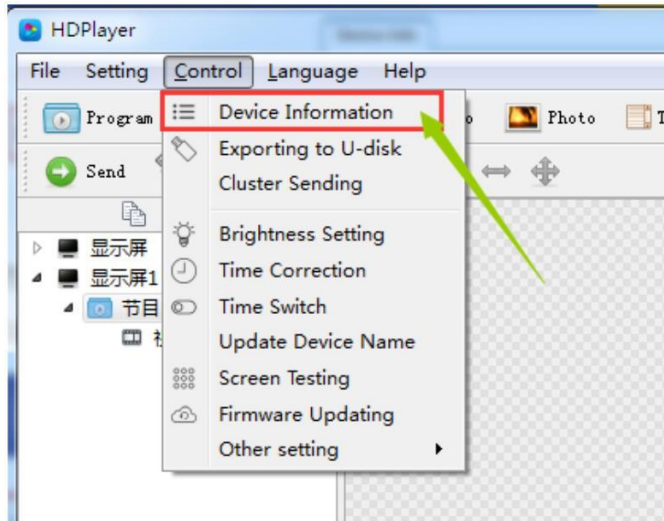 HDPlayer
File Setting Control Language Help
Program
Photo
Send
Device Information
Exporting to U-disk
Cluster Sending
Brightness Setting
Time Correction
Time Switch
Update Device Name
Screen Testing
Firmware Updating
Other setting
显示屏
显示屏1
节目